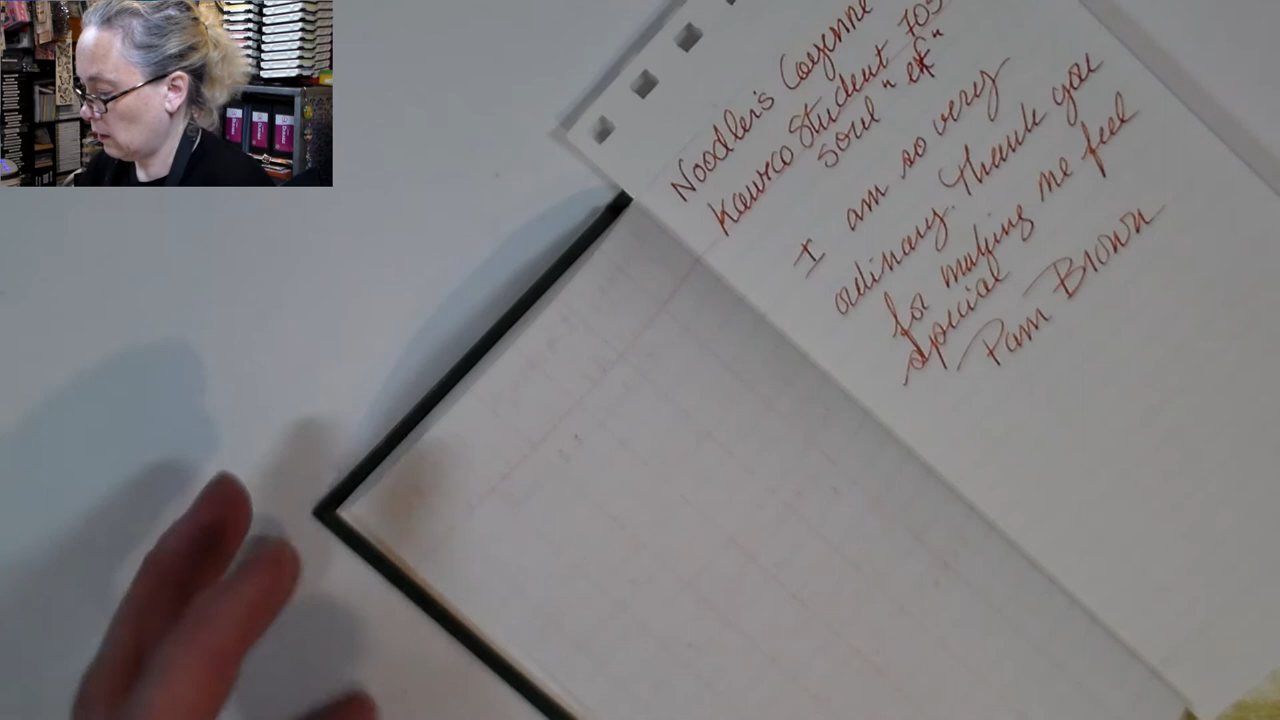 Noodler's Cayenne
Kaweco Student 70s
soul "ef"
I am so very
ordinary. Thank you
for making me feel
special
Pam Brown